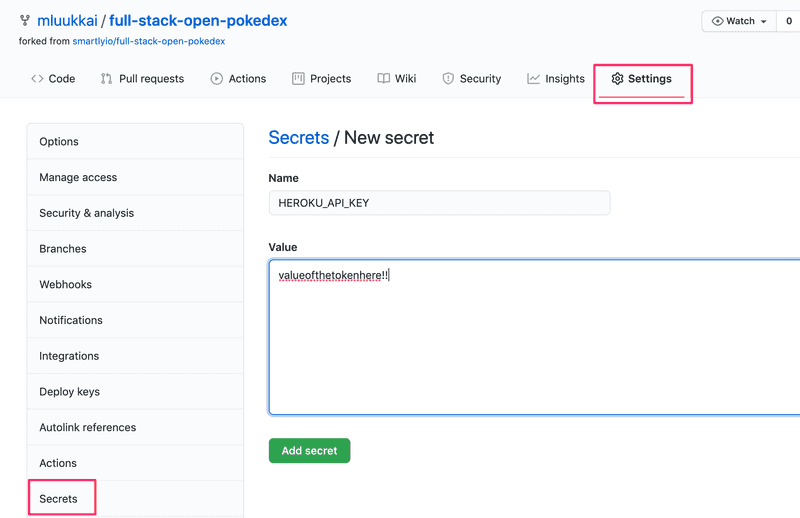 mluukkai / full-stack-open-pokedex
Watch 0
forked from smartlyio/full-stack-open-pokedex
Code Pull requests Actions Projects Wiki Security Insights Settings
Options
Manage access
Security & analysis
Branches
Webhooks
Notifications
Integrations
Deploy keys
Autolink references
Actions
Secrets
Secrets / New secret
Name
HEROKU_API_KEY
Value
valueofthetokenhere!!
Add secret